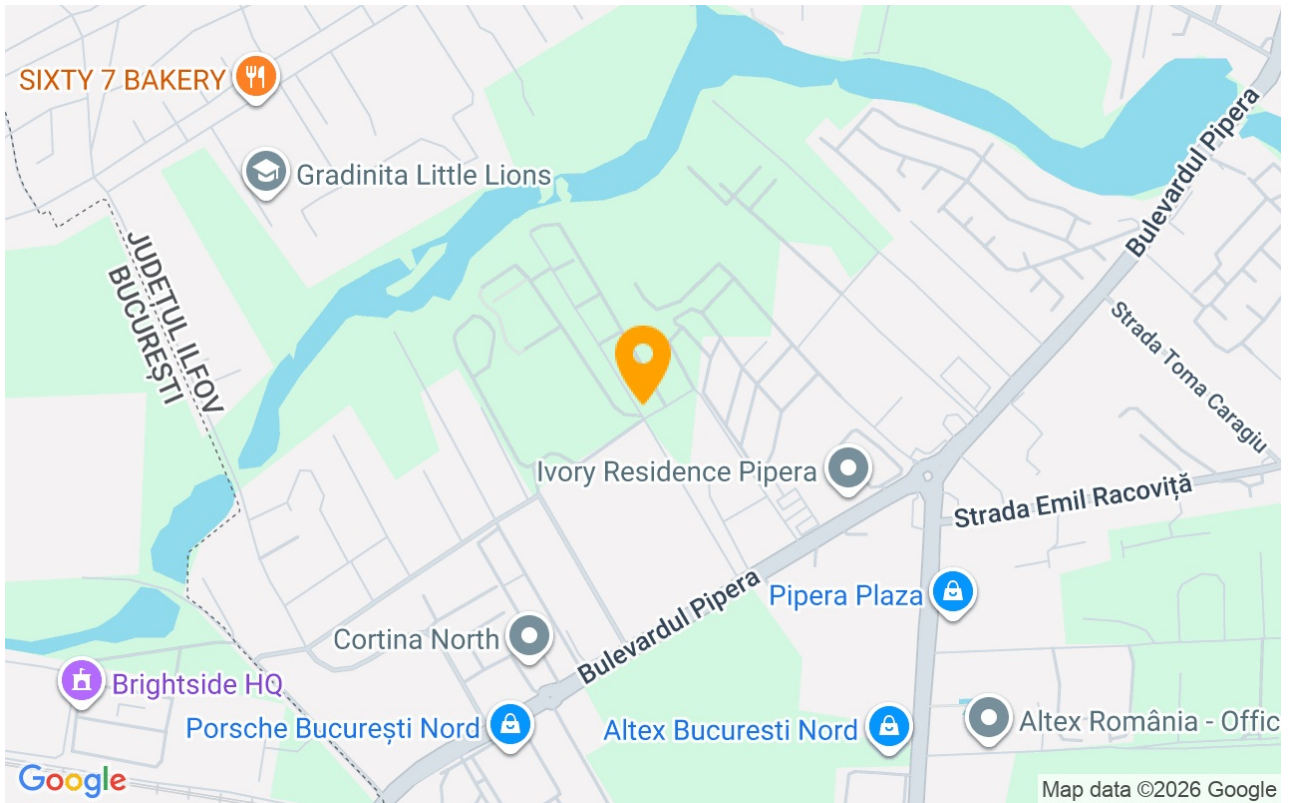 SIXTY 7 BAKERY
Gradinita Little Lions
Bulevardul Pipera
JUDEȚUL ILFOV
BUCUREȘTI
Strada Toma Caragiu
Ivory Residence Pipera
Strada Emil Racoviță
Pipera Plaza
Bulevardul Pipera
Cortina North
Brightside HQ
Porsche București Nord
Altex Bucuresti Nord
Altex România - Offic
Google
Map data ©2026 Google